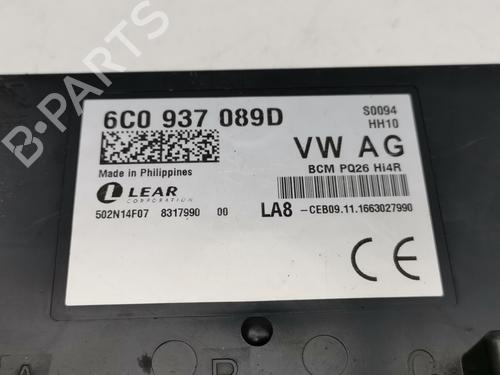 6C0 937 089D
S0094
HH10
VW AG
Made in Philippines
BCM PQ26 Hi4R
LEAR
CORPORATION
502N14F07 8317990 00
LA8 -CEB09.11.1663027990
CE
A B C
B-PARTS